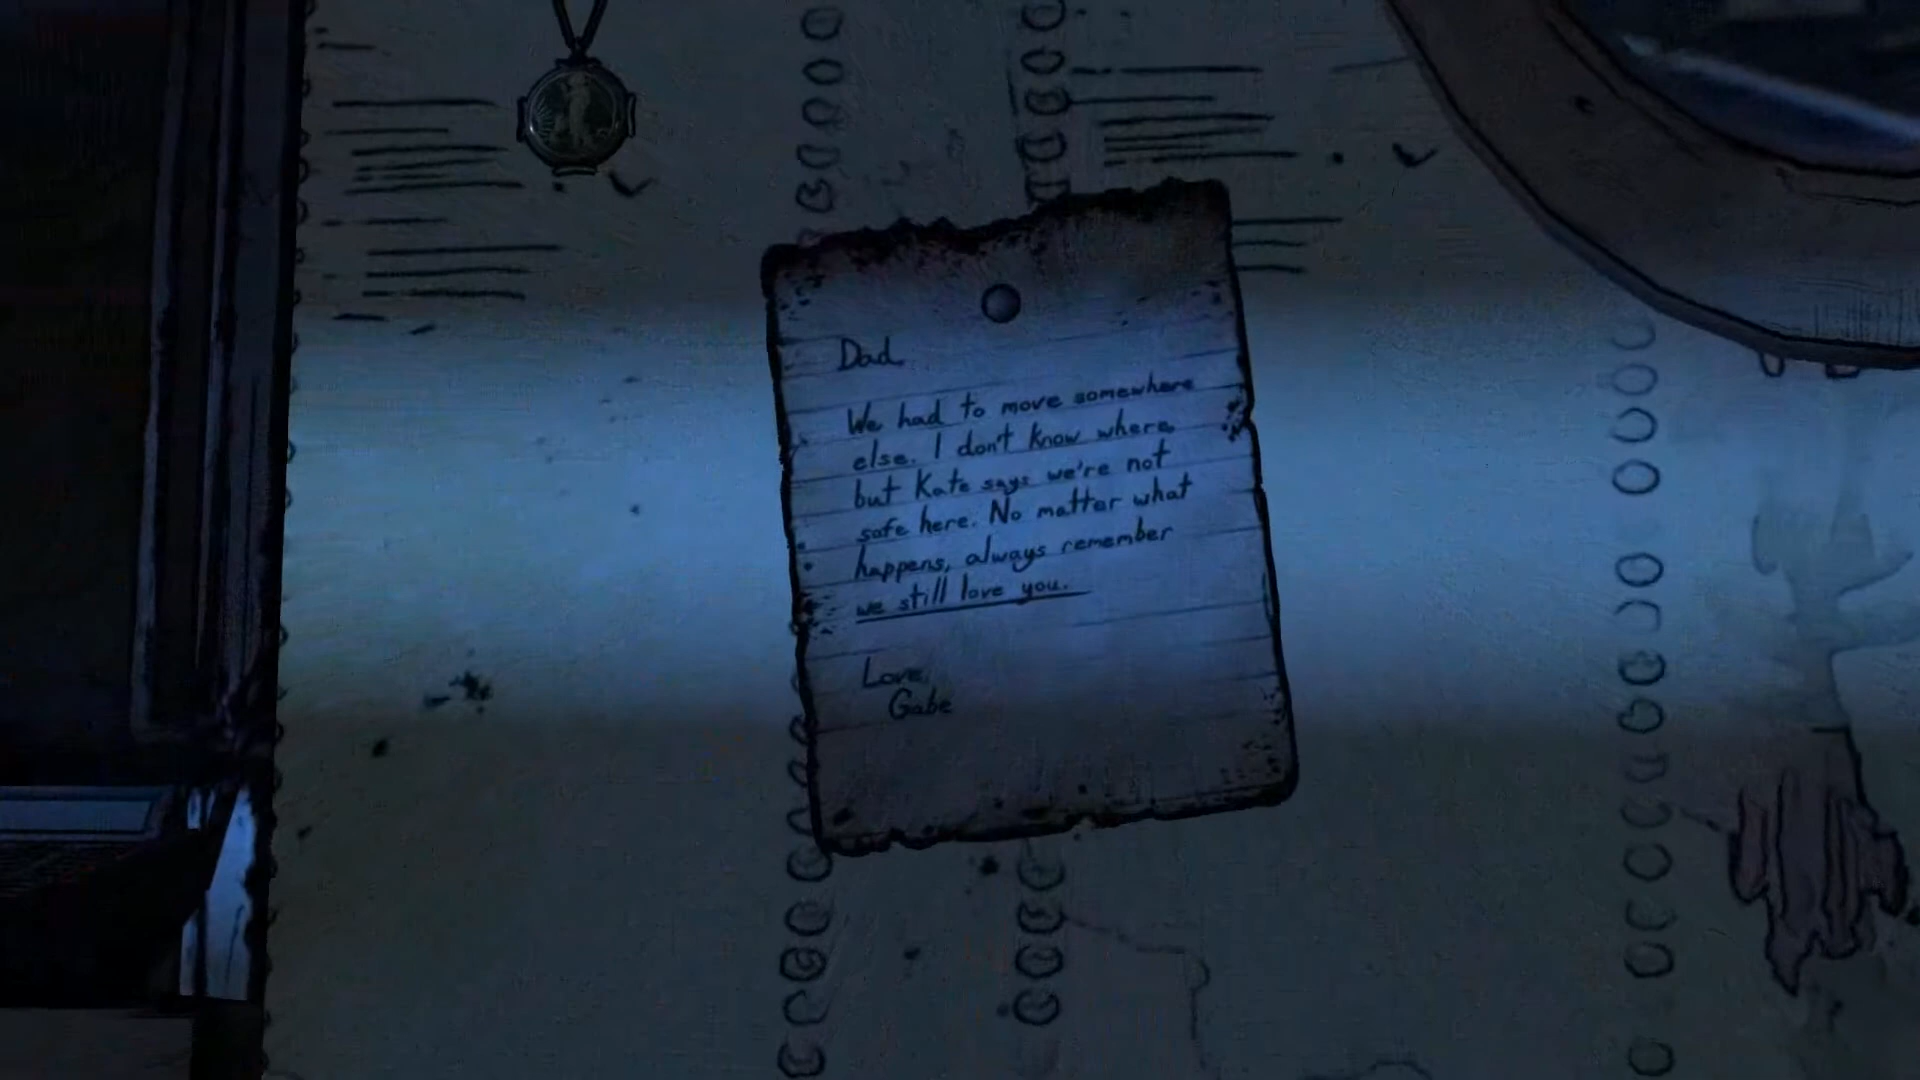 Dad
We had to move somewhere
else. I don't know where
but Kate says we're not
safe here. No matter what
happens, always remember
we still love you.
Love,
Gabe